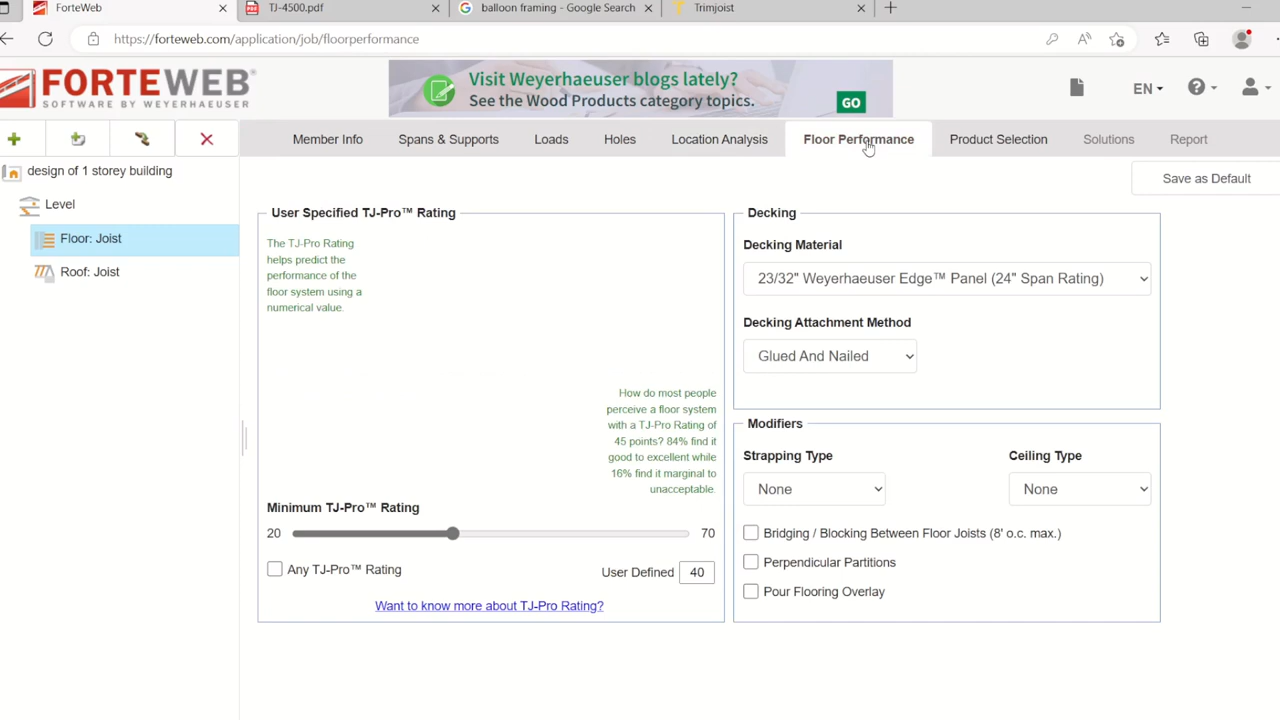 ForteWeb
TJ-4500.pdf
balloon framing - Google Search
Trimjoist
https://forteweb.com/application/job/floorperformance
FORTEWEB®
SOFTWARE BY WEYERHAEUSER
Visit Weyerhaeuser blogs lately?
See the Wood Products category topics.
GO
EN
Member Info
Spans & Supports
Loads
Holes
Location Analysis
Floor Performance
Product Selection
Solutions
Report
design of 1 storey building
Level
Floor: Joist
Roof: Joist
Save as Default
User Specified TJ-Pro™ Rating
The TJ-Pro Rating
helps predict the
performance of the
floor system using a
numerical value.
How do most people
perceive a floor system
with a TJ-Pro Rating of
45 points? 84% find it
good to excellent while
16% find it marginal to
unacceptable.
Minimum TJ-Pro™ Rating
20
70
Any TJ-Pro™ Rating
User Defined 40
Want to know more about TJ-Pro Rating?
Decking
Decking Material
23/32" Weyerhaeuser Edge™ Panel (24" Span Rating)
Decking Attachment Method
Glued And Nailed
Modifiers
Strapping Type
Ceiling Type
None
None
Bridging / Blocking Between Floor Joists (8' o.c. max.)
Perpendicular Partitions
Pour Flooring Overlay